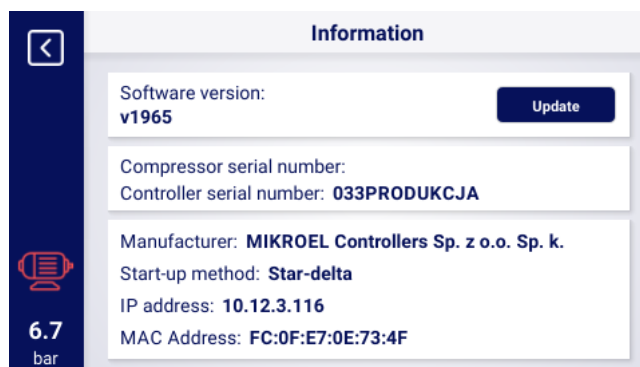 Information
Software version:
v1965
Update
Compressor serial number:
Controller serial number: 033PRODUKCJA
Manufacturer: MIKROEL Controllers Sp. z o.o. Sp. k.
Start-up method: Star-delta
IP address: 10.12.3.116
MAC Address: FC:0F:E7:0E:73:4F
6.7
bar